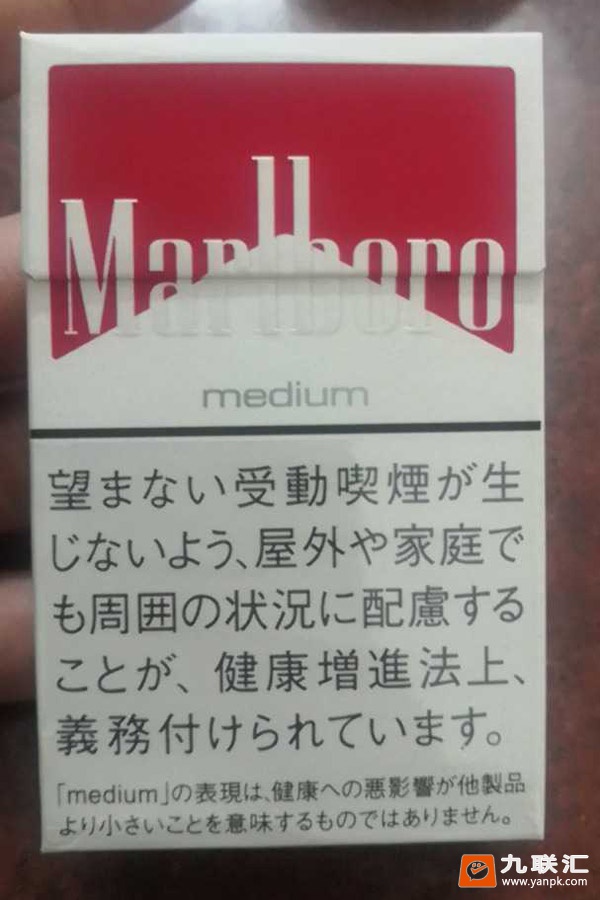 Marlboro
medium
望まない受動喫煙が生
じないよう、屋外や家庭で
も周囲の状況に配慮する
ことが、健康増進法上、
義務付けられています。
「medium」の表現は、健康への悪影響が他製品
より小さいことを意味するものではありません。
九联汇
www.yanpk.com